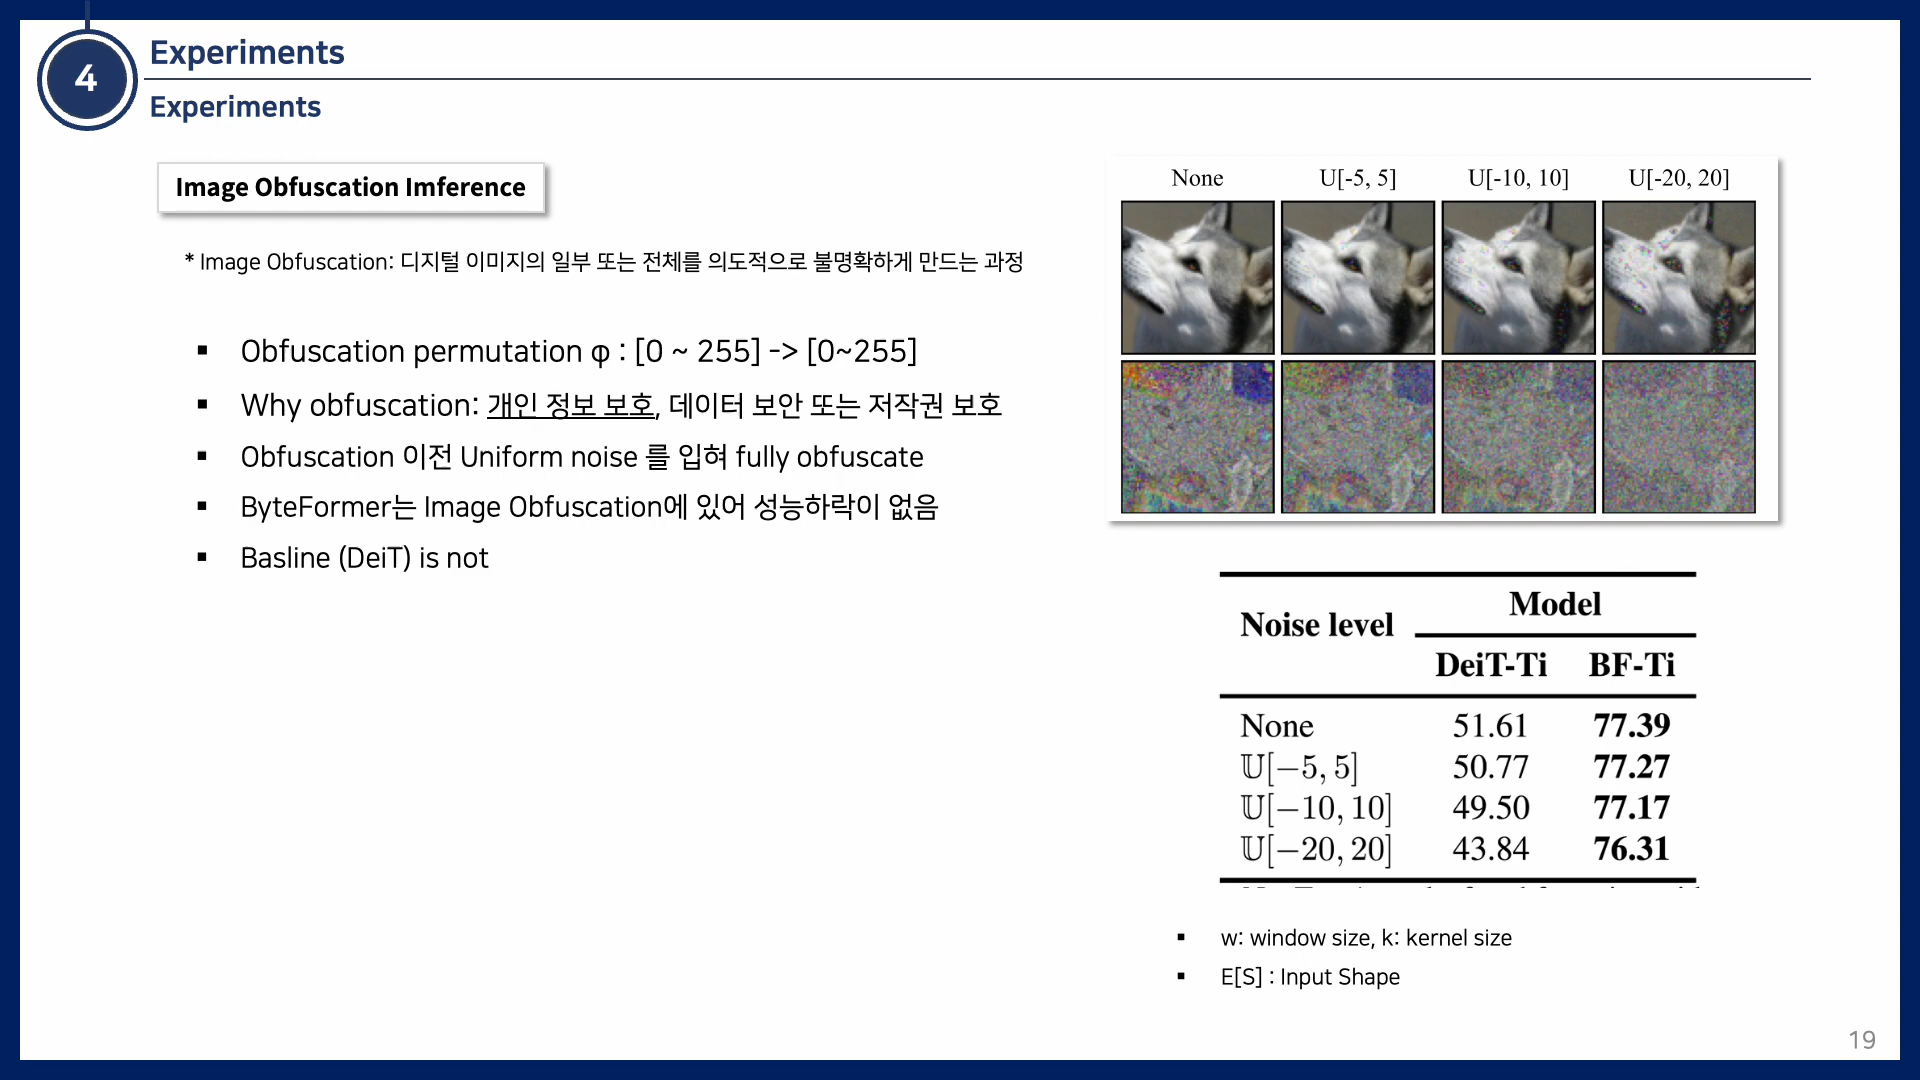 4
Experiments
Experiments
Image Obfuscation Imference
* Image Obfuscation: 디지털 이미지의 일부 또는 전체를 의도적으로 불명확하게 만드는 과정
▪ Obfuscation permutation φ : [0 ~ 255] -> [0~255]
▪ Why obfuscation: 개인 정보 보호, 데이터 보안 또는 저작권 보호
▪ Obfuscation 이전 Uniform noise 를 입혀 fully obfuscate
▪ ByteFormer는 Image Obfuscation에 있어 성능하락이 없음
▪ Basline (DeiT) is not
None U[-5, 5] U[-10, 10] U[-20, 20]
Model
Noise level
DeiT-Ti BF-Ti
None 51.61 77.39
𝕌[−5, 5] 50.77 77.27
𝕌[−10, 10] 49.50 77.17
𝕌[−20, 20] 43.84 76.31
▪ w: window size, k: kernel size
▪ E[S] : Input Shape
19